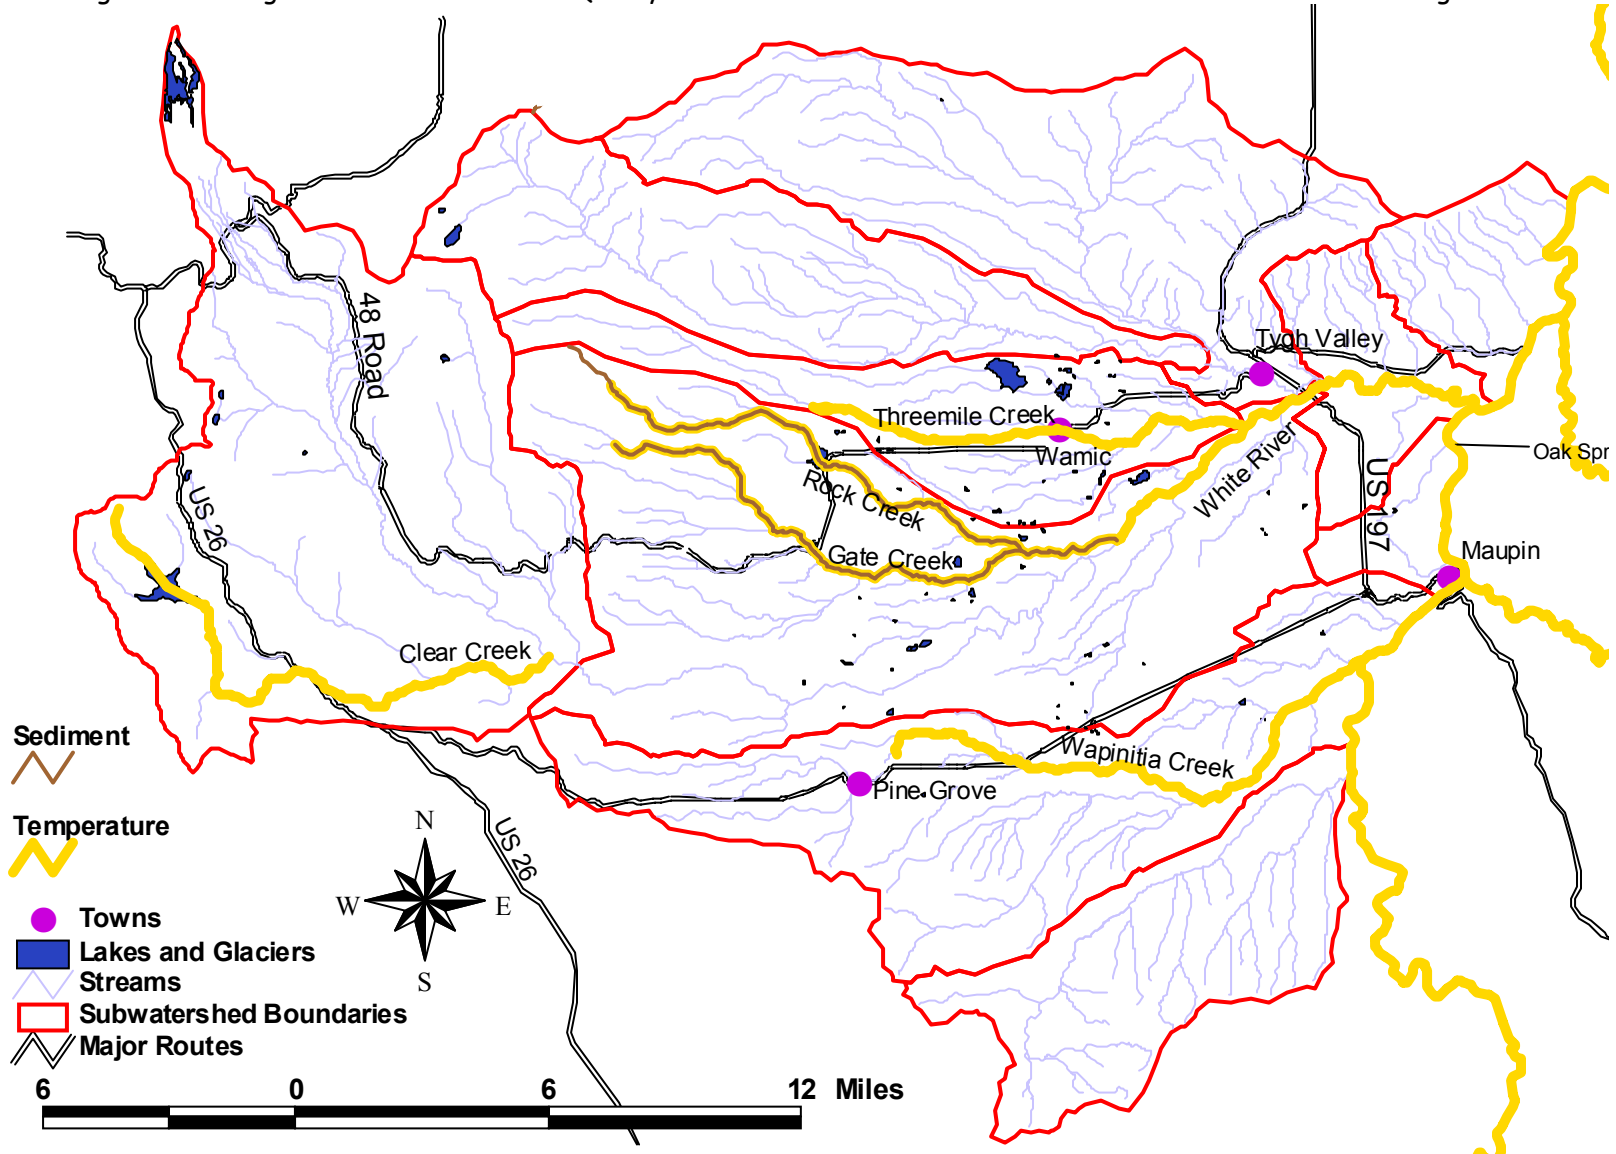 48 Road
Tygh Valley
Threemile Creek
Wamic
Oak Spr
White River
US 197
Rock Creek
US 26
Gate Creek
Maupin
Clear Creek
Sediment
Wapinitia Creek
Pine Grove
Temperature
US 26
N
W
E
S
Towns
Lakes and Glaciers
Streams
Subwatershed Boundaries
Major Routes
6 0 6 12 Miles